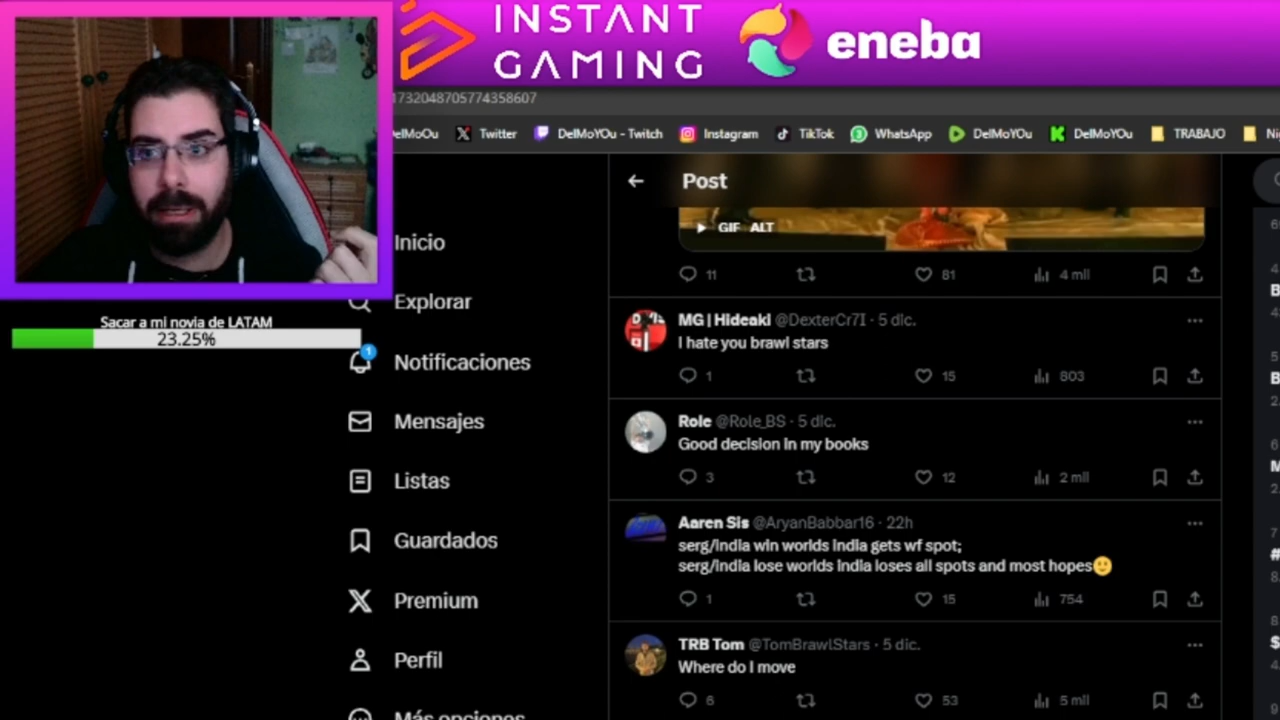 INSTANT
GAMING
eneba
1732048705774358607
elMoOu
Twitter
DelMoYOu - Twitch
Instagram
TikTok
WhatsApp
DelMoYOu
DelMoYOu
TRABAJO
Post
GIF ALT
11 81 4 mil
Inicio
Explorar
Notificaciones
Mensajes
Listas
Guardados
Premium
Perfil
Más opciones
Sacar a mi novia de LATAM
23.25%
1
MG | Hideaki @DexterCr7I · 5 dic.
I hate you brawl stars
1 15 803
Role @Role_BS · 5 dic.
Good decision in my books
3 12 2 mil
Aaren Sis @AryanBabbar16 · 22h
serg/india win worlds india gets wf spot;
serg/india lose worlds india loses all spots and most hopes🙂
1 15 754
TRB Tom @TomBrawlStars · 5 dic.
Where do I move
6 53 5 mil